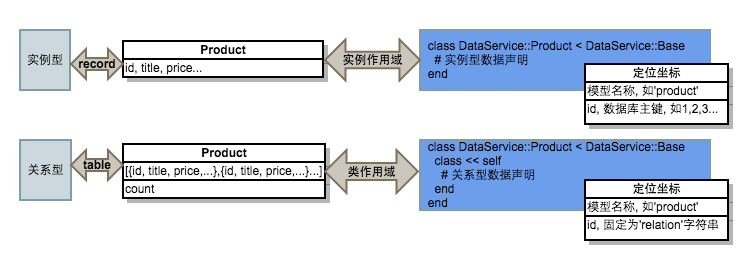 实例型
record
Product
id, title, price...
实例作用域
class DataService::Product < DataService::Base
# 实例型数据声明
end
定位坐标
模型名称, 如'product'
id, 数据库主键, 如1,2,3...
关系型
table
Product
[{id, title, price,...},{id, title, price,...}...]
count
类作用域
class DataService::Product < DataService::Base
class << self
# 关系型数据声明
end
end
定位坐标
模型名称, 如'product'
id, 固定为'relation'字符串